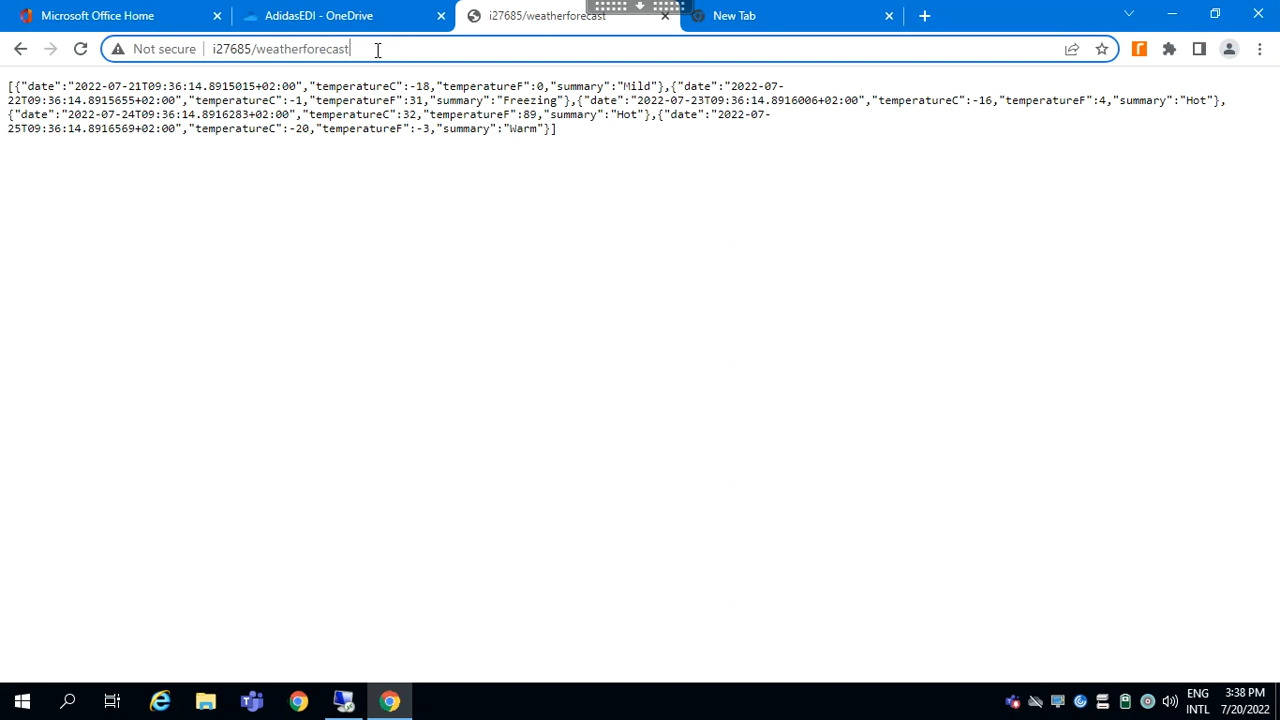 Microsoft Office Home
AdidasEDI - OneDrive
i27685/weatherforecast
New Tab
Not secure
i27685/weatherforecast
[{"date":"2022-07-21T09:36:14.8915015+02:00","temperatureC":-18,"temperatureF":0,"summary":"Mild"},{"date":"2022-07-
22T09:36:14.8915655+02:00","temperatureC":-1,"temperatureF":31,"summary":"Freezing"},{"date":"2022-07-23T09:36:14.8916006+02:00","temperatureC":-16,"temperatureF":4,"summary":"Hot"},
{"date":"2022-07-24T09:36:14.8916283+02:00","temperatureC":32,"temperatureF":89,"summary":"Hot"},{"date":"2022-07-
25T09:36:14.8916569+02:00","temperatureC":-20,"temperatureF":-3,"summary":"Warm"}]
ENG
INTL
3:38 PM
7/20/2022